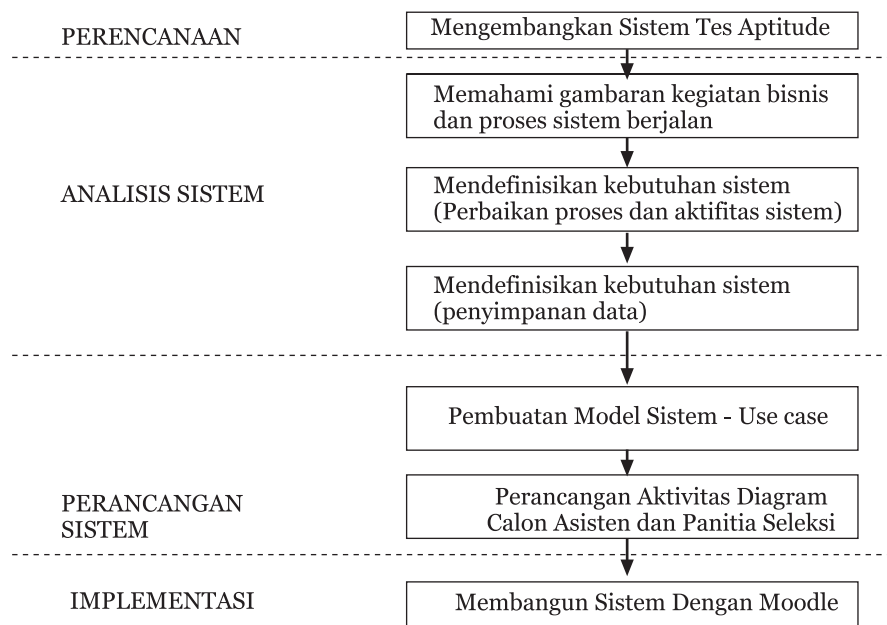 PERENCANAAN
Mengembangkan Sistem Tes Aptitude
ANALISIS SISTEM
Memahami gambaran kegiatan bisnis
dan proses sistem berjalan
Mendefinisikan kebutuhan sistem
(Perbaikan proses dan aktifitas sistem)
Mendefinisikan kebutuhan sistem
(penyimpanan data)
PERANCANGAN
SISTEM
Pembuatan Model Sistem - Use case
Perancangan Aktivitas Diagram
Calon Asisten dan Panitia Seleksi
IMPLEMENTASI
Membangun Sistem Dengan Moodle